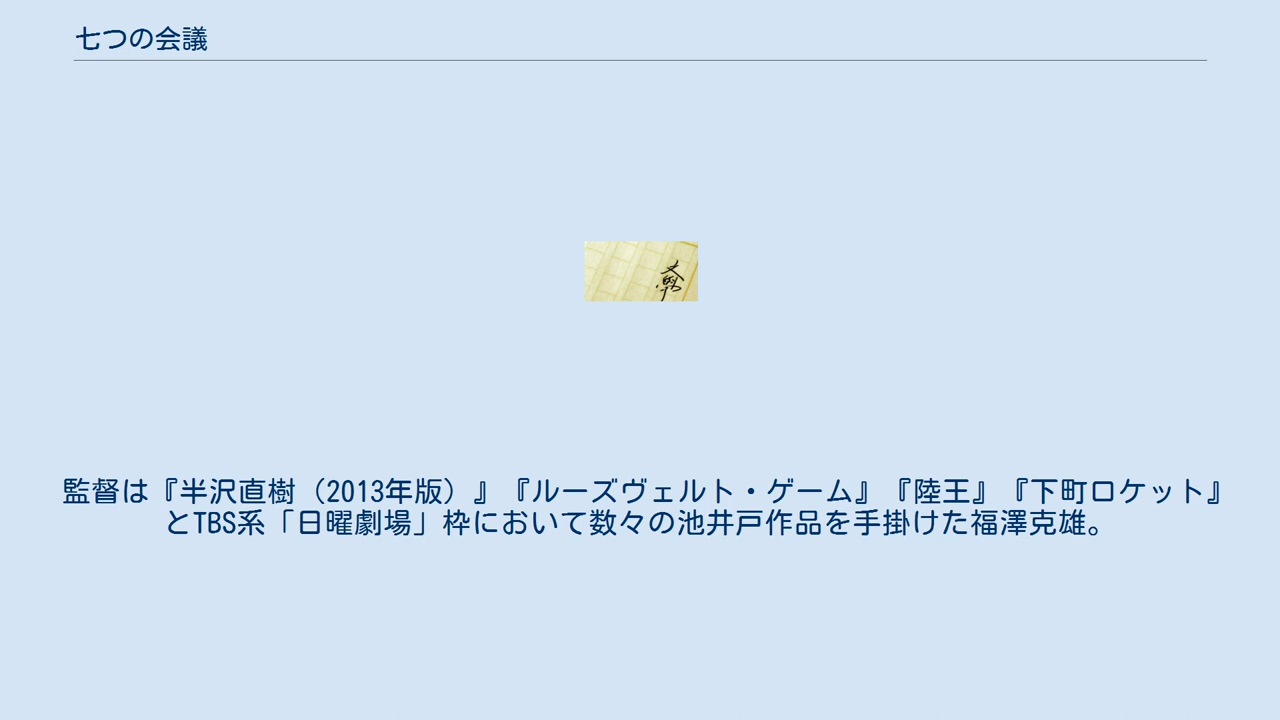 七つの会議
監督は『半沢直樹（2013年版）』『ルーズヴェルト・ゲーム』『陸王』『下町ロケット』
とTBS系「日曜劇場」枠において数々の池井戸作品を手掛けた福澤克雄。